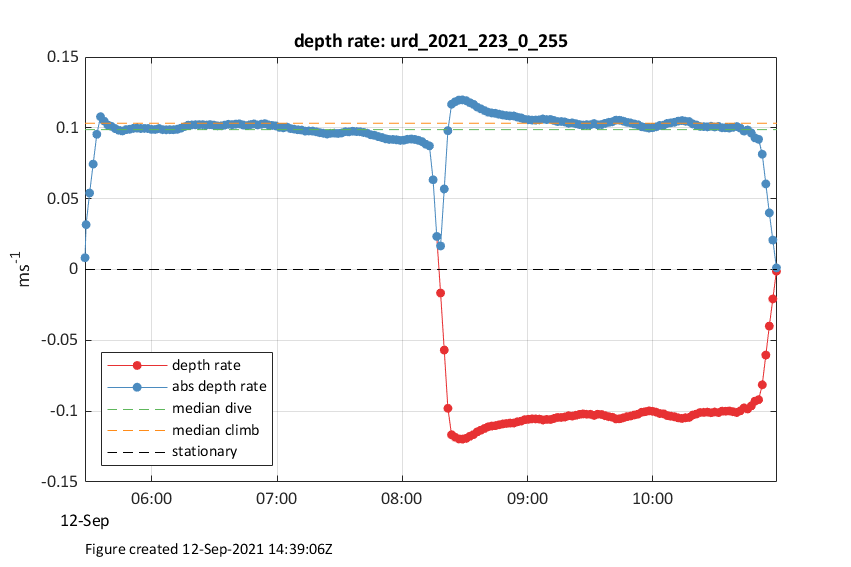 depth rate: urd_2021_223_0_255
ms-1
0.15
0.1
0.05
0
-0.05
-0.1
-0.15
depth rate
abs depth rate
median dive
median climb
stationary
06:00 07:00 08:00 09:00 10:00
12-Sep
Figure created 12-Sep-2021 14:39:06Z